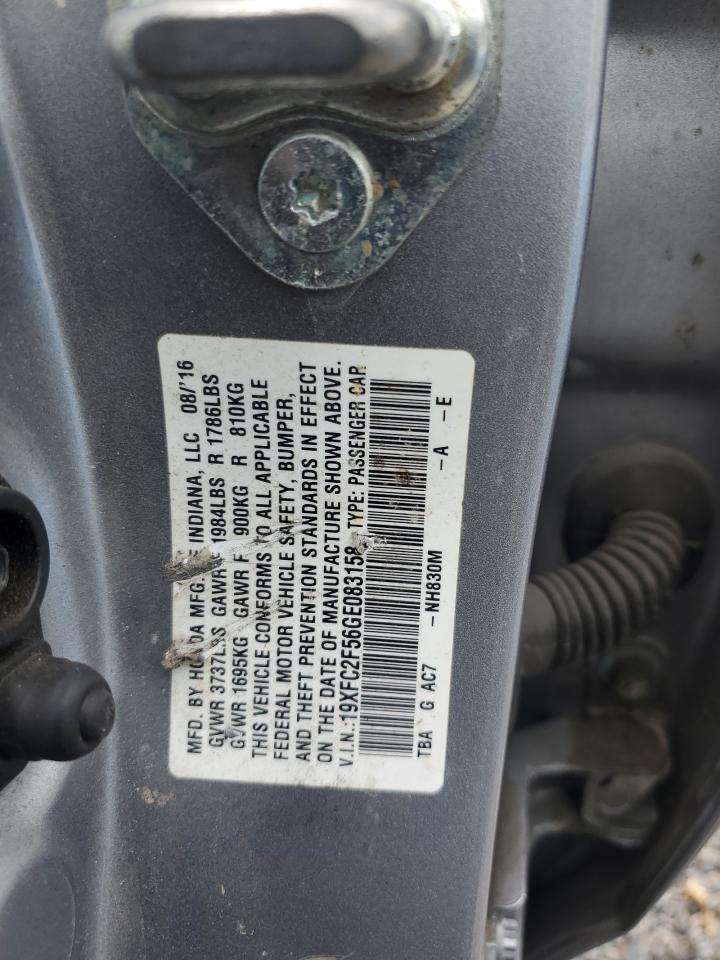 MFD. BY HONDA MFG. OF INDIANA, LLC 08/'16
GVWR 3737LBS GAWR F 1984LBS R 1786LBS
GVWR 1695KG GAWR F 900KG R 810KG
THIS VEHICLE CONFORMS TO ALL APPLICABLE
FEDERAL MOTOR VEHICLE SAFETY, BUMPER,
AND THEFT PREVENTION STANDARDS IN EFFECT
ON THE DATE OF MANUFACTURE SHOWN ABOVE.
V.I.N.:19XFC2F56GE083158 TYPE: PASSENGER CAR
TBA G AC7 -NH830M -A -E